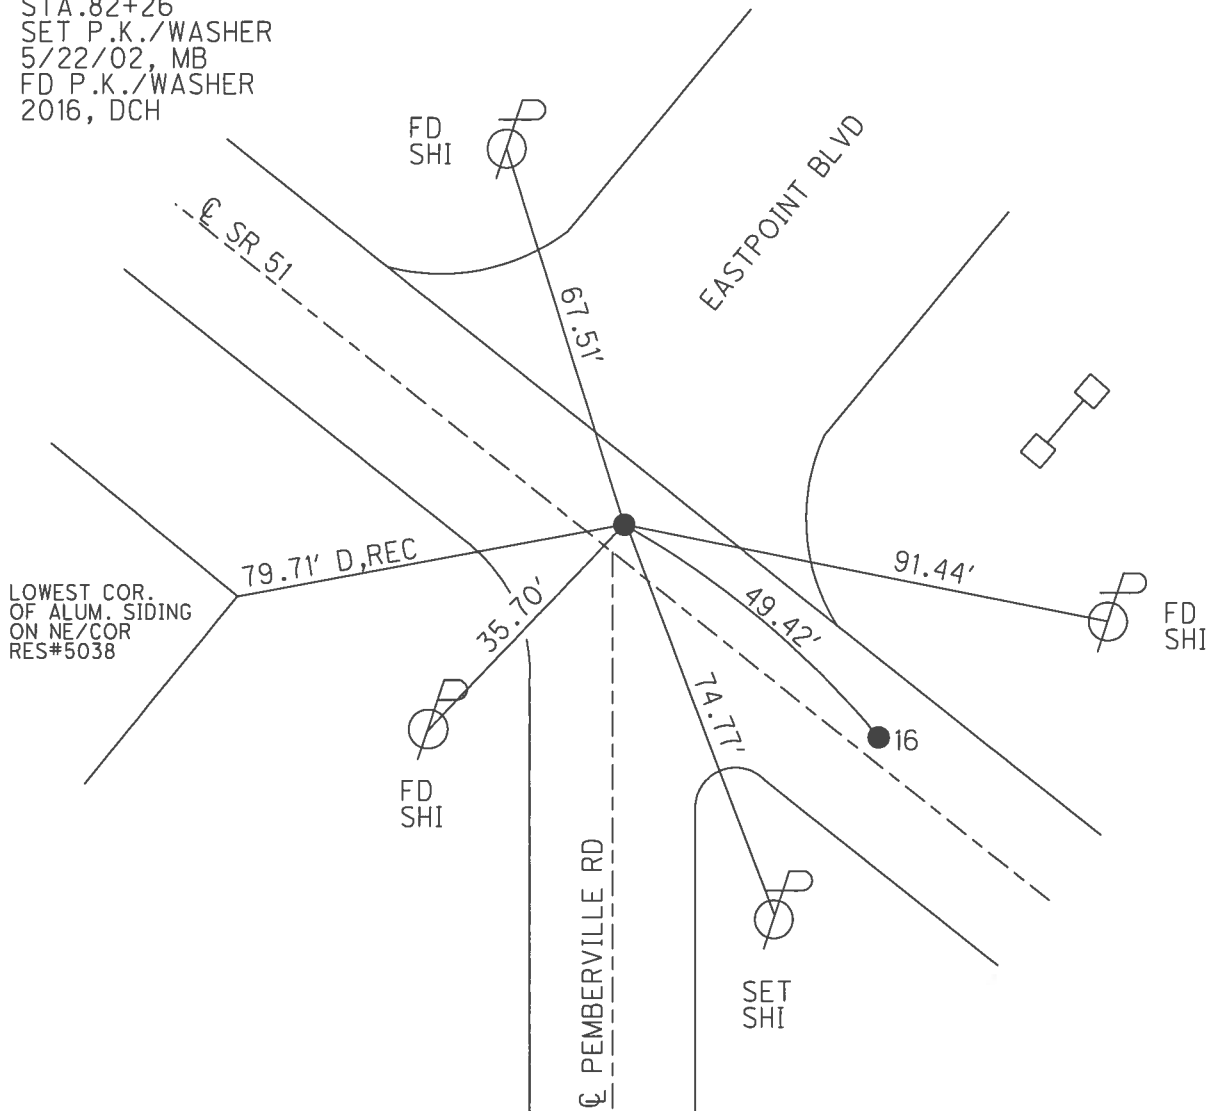 STA.82+26
SET P.K./WASHER
5/22/02, MB
FD P.K./WASHER
2016, DCH
FD
SHI
EASTPOINT BLVD
℄ SR 51
67.51'
79.71' D,REC
91.44'
LOWEST COR.
OF ALUM. SIDING
ON NE/COR
RES#5038
35.70'
49.42'
FD
SHI
74.77'
16
FD
SHI
℄ PEMBERVILLE RD
SET
SHI